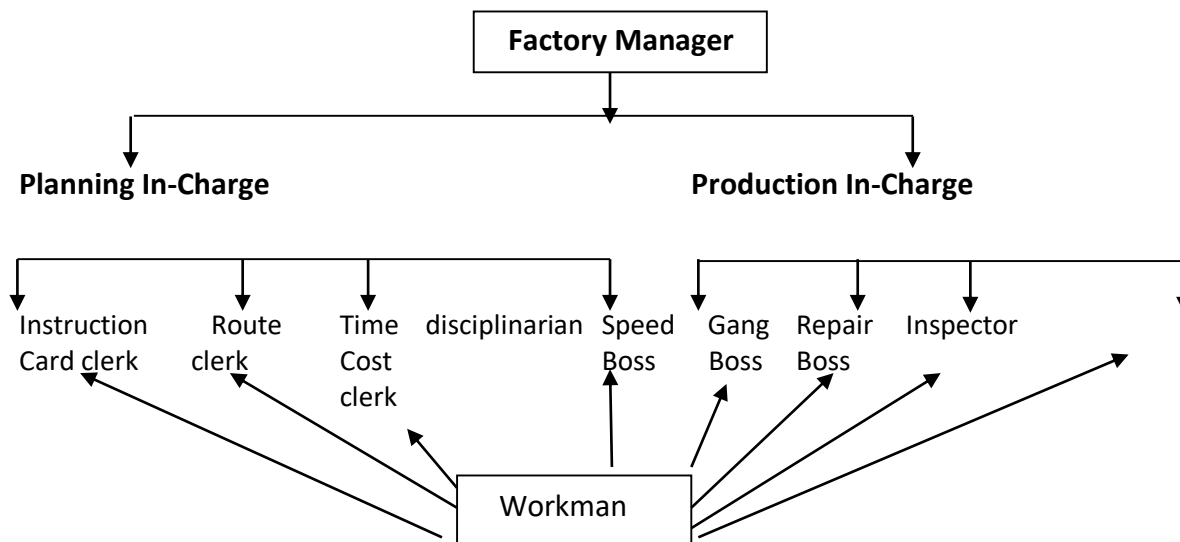 Factory Manager
Planning In-Charge Production In-Charge
Instruction Route Time disciplinarian Speed Gang Repair Inspector
Card clerk clerk Cost Boss Boss Boss
clerk
Workman